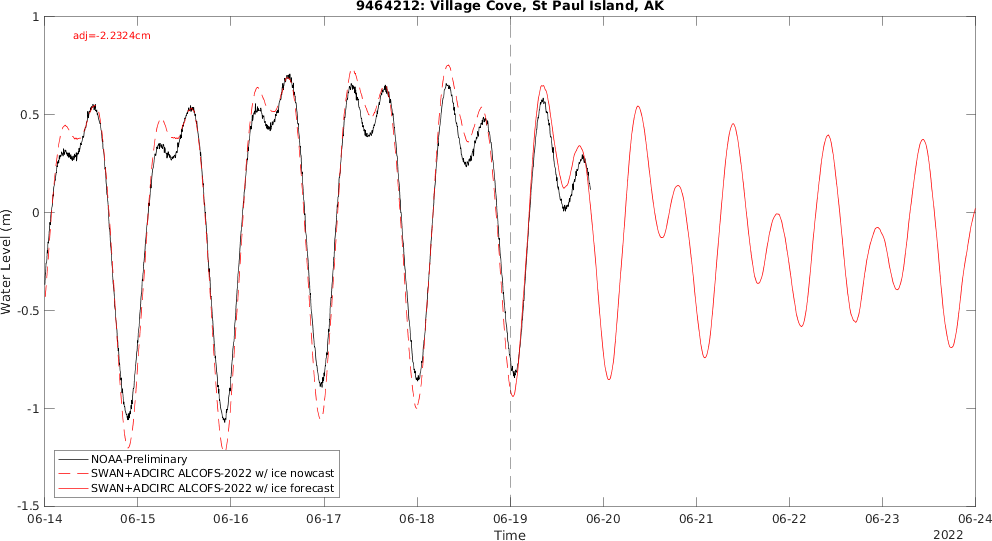 9464212: Village Cove, St Paul Island, AK
adj=-2.2324cm
1
0.5
0
-0.5
-1
-1.5
Water Level (m)
NOAA-Preliminary
SWAN+ADCIRC ALCOFS-2022 w/ ice nowcast
SWAN+ADCIRC ALCOFS-2022 w/ ice forecast
06-14 06-15 06-16 06-17 06-18 06-19 06-20 06-21 06-22 06-23 06-24
Time
2022